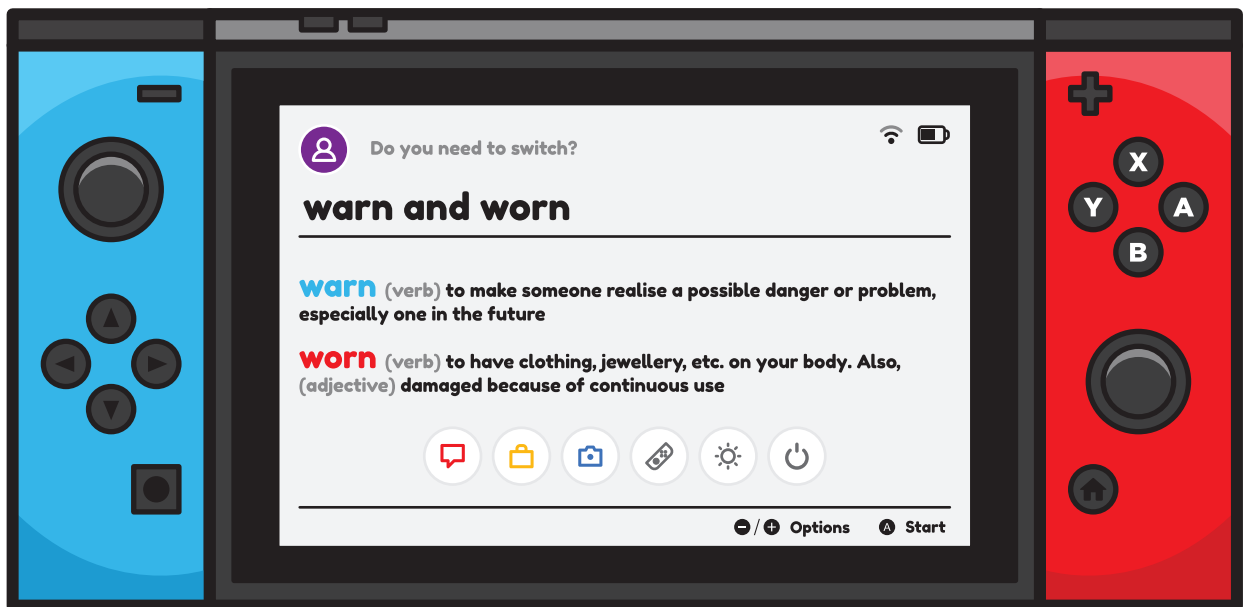 Do you need to switch?
warn and worn
warn (verb) to make someone realise a possible danger or problem,
especially one in the future
worn (verb) to have clothing, jewellery, etc. on your body. Also,
(adjective) damaged because of continuous use
−/+ Options A Start
X
Y A
B